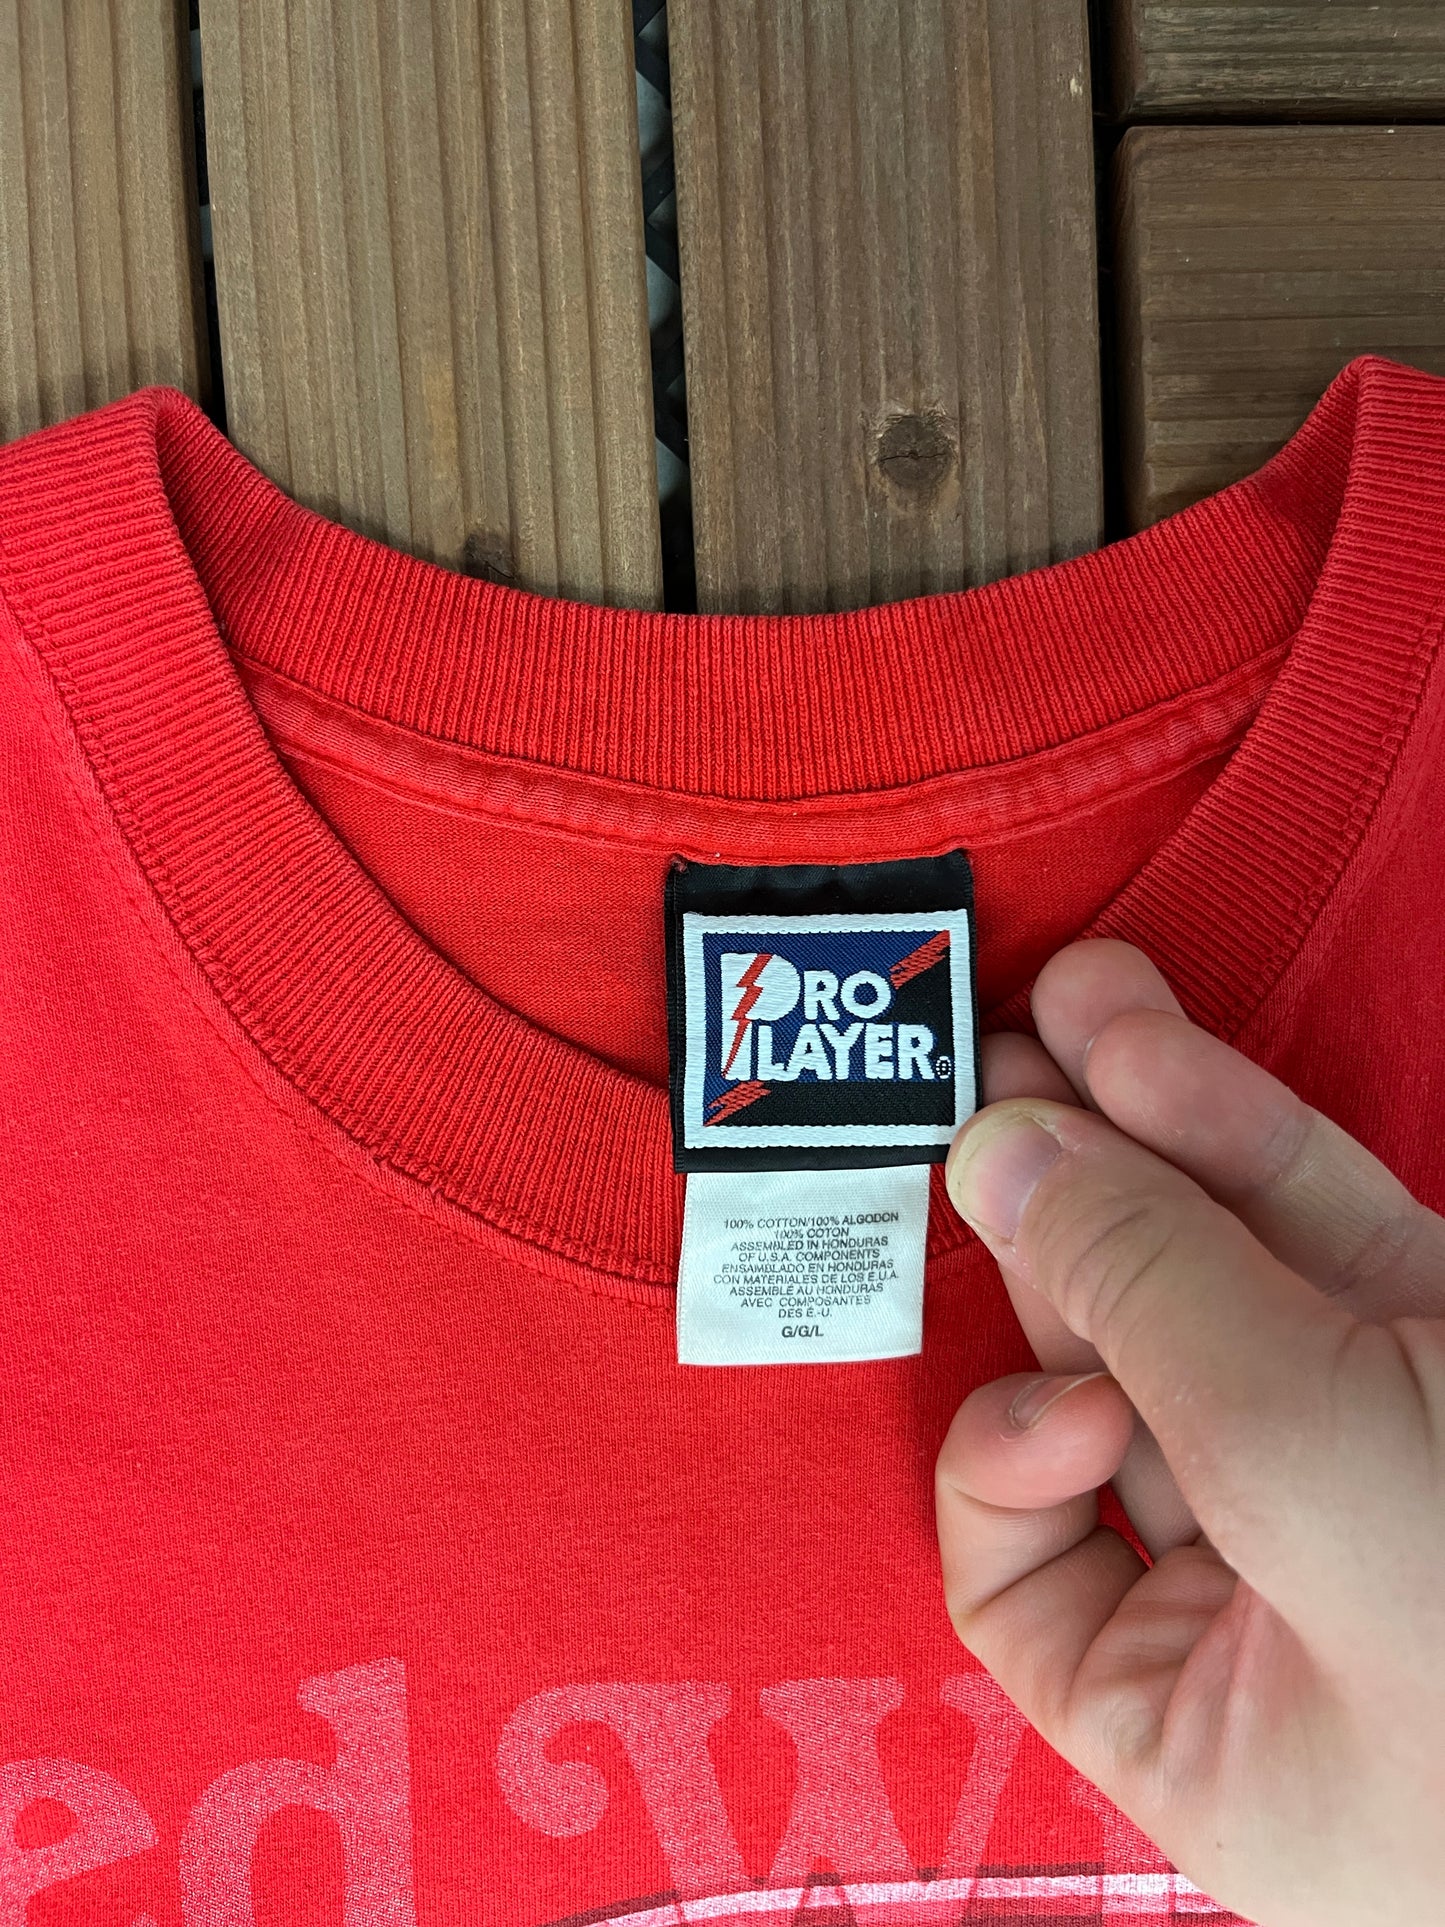 PRO
PLAYER®
100% COTTON/100% ALGODON
100% COTON
ASSEMBLED IN HONDURAS
OF U.S.A. COMPONENTS
ENSAMBLADO EN HONDURAS
CON MATERIALES DE LOS E.U.A.
ASSEMBLÉ AU HONDURAS
AVEC COMPOSANTES
DES É.-U.
G/G/L
ed W